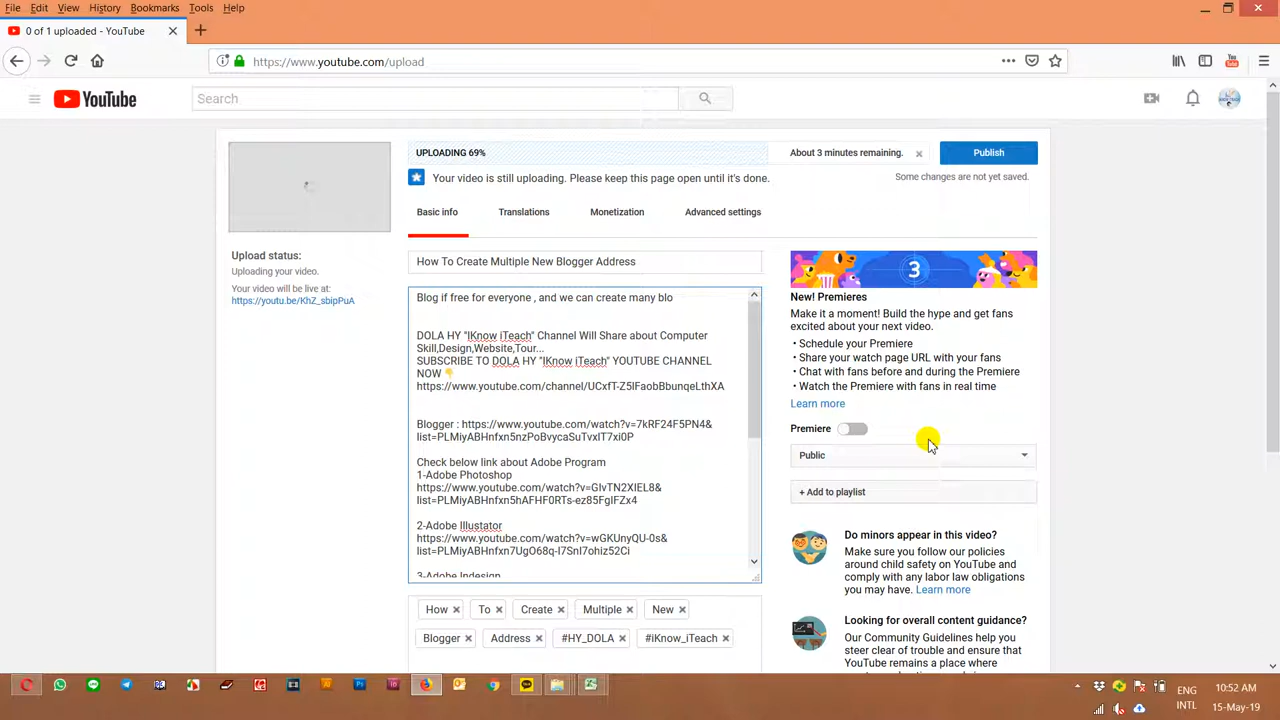 File Edit View History Bookmarks Tools Help
0 of 1 uploaded - YouTube
https://www.youtube.com/upload
YouTube
Search
UPLOADING 69%
About 3 minutes remaining.
Publish
Your video is still uploading. Please keep this page open until it's done.
Some changes are not yet saved.
Basic info
Translations
Monetization
Advanced settings
Upload status:
Uploading your video.
Your video will be live at:
https://youtu.be/KhZ_sbipPuA
How To Create Multiple New Blogger Address
Blog if free for everyone , and we can create many blo
DOLA HY "IKnow iTeach" Channel Will Share about Computer
Skill,Design,Website,Tour...
SUBSCRIBE TO DOLA HY "IKnow iTeach" YOUTUBE CHANNEL
NOW
https://www.youtube.com/channel/UCxfT-Z5IFaobBbunqeLthXA
Blogger : https://www.youtube.com/watch?v=7kRF24F5PN4&
list=PLMiyABHnfxn5nzPoBvycaSuTvxIT7xi0P
Check below link about Adobe Program
1-Adobe Photoshop
https://www.youtube.com/watch?v=GIvTN2XIEL8&
list=PLMiyABHnfxn5hAFHF0RTs-ez85FgIFZx4
2-Adobe Illustator
https://www.youtube.com/watch?v=wGKUnyQU-0s&
list=PLMiyABHnfxn7UgO68q-I7SnI7ohiz52Ci
3-Adobe Indesign
How
To
Create
Multiple
New
Blogger
Address
#HY_DOLA
#iKnow_iTeach
3
New! Premieres
Make it a moment! Build the hype and get fans
excited about your next video.
• Schedule your Premiere
• Share your watch page URL with your fans
• Chat with fans before and during the Premiere
• Watch the Premiere with fans in real time
Learn more
Premiere
Public
+ Add to playlist
Do minors appear in this video?
Make sure you follow our policies
around child safety on YouTube and
comply with any labor law obligations
you may have. Learn more
Looking for overall content guidance?
Our Community Guidelines help you
steer clear of trouble and ensure that
YouTube remains a place where
ENG
INTL
10:52 AM
15-May-19